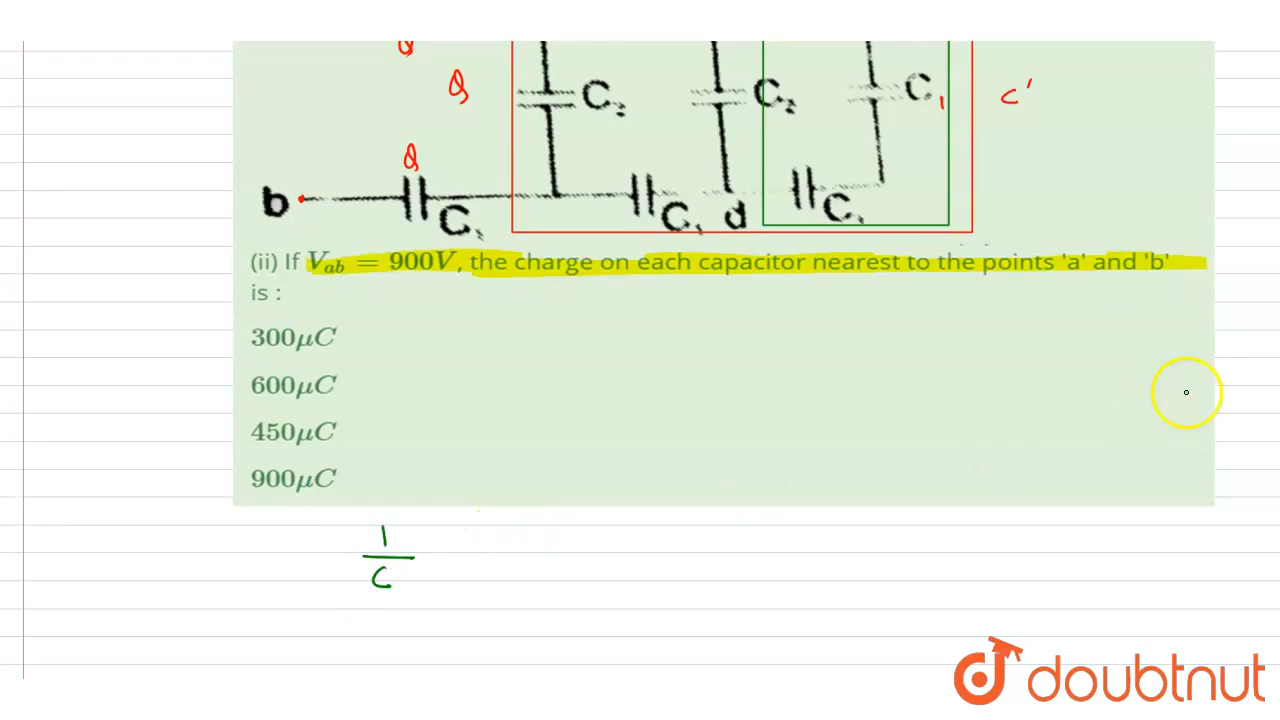 Q
Q C₂ C₂ C₁ c'
Q
b C₁ C₁ d C₁
(ii) If V_ab = 900V, the charge on each capacitor nearest to the points 'a' and 'b'
is :
300μC
600μC
450μC
900μC
1
C
doubtnut